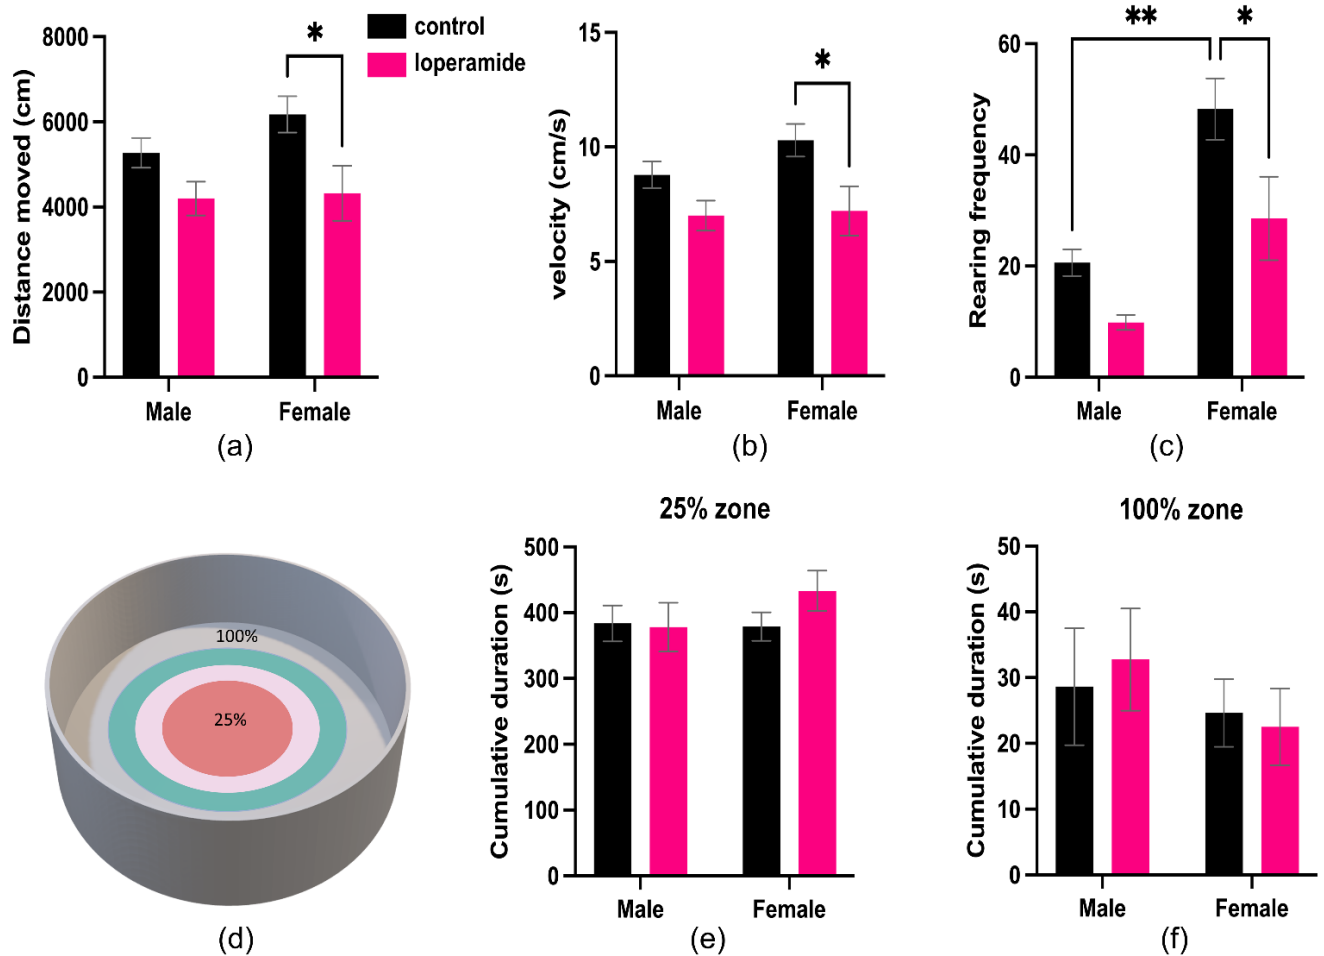 control
loperamide
*
Distance moved (cm)
8000
6000
4000
2000
0
Male Female
(a)
*
velocity (cm/s)
15
10
5
0
Male Female
(b)
** *
Rearing frequency
60
40
20
0
Male Female
(c)
100%
25%
(d)
25% zone
Cumulative duration (s)
500
400
300
200
100
0
Male Female
(e)
100% zone
Cumulative duration (s)
50
40
30
20
10
0
Male Female
(f)